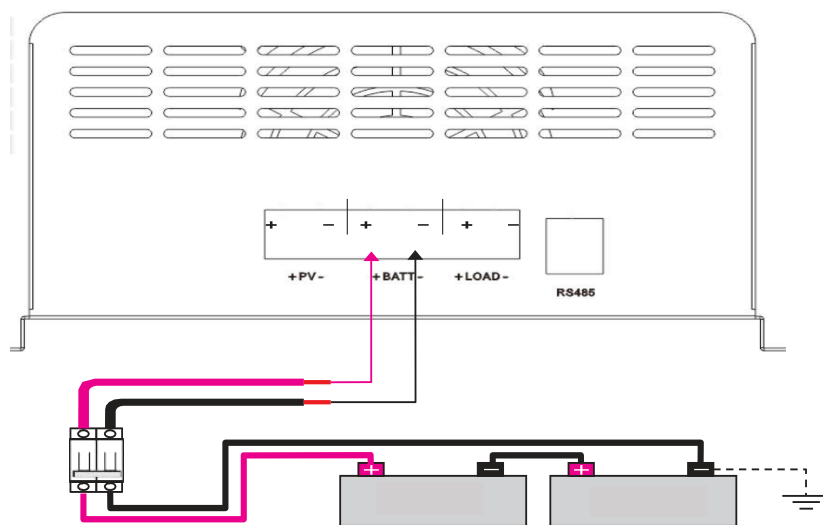 + − + − + −
+PV- +BATT- +LOAD-
RS485
+ − + −